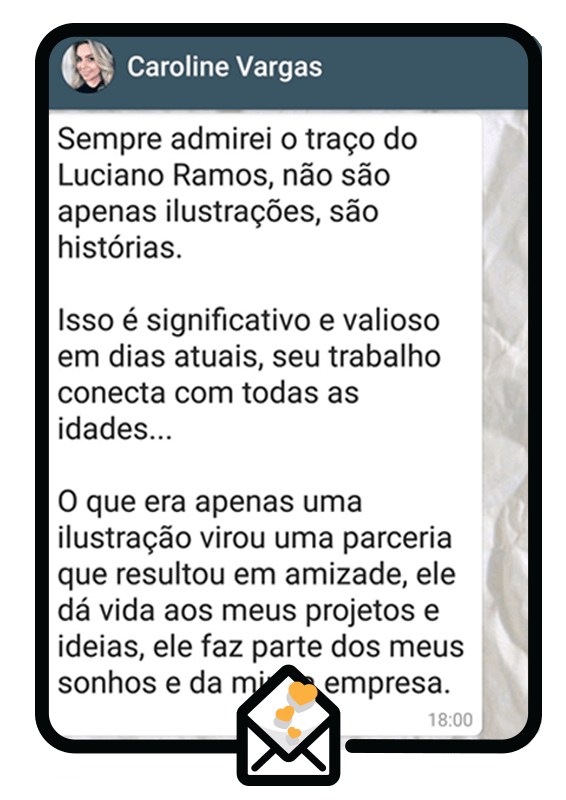 Caroline Vargas
Sempre admirei o traço do
Luciano Ramos, não são
apenas ilustrações, são
histórias.
Isso é significativo e valioso
em dias atuais, seu trabalho
conecta com todas as
idades...
O que era apenas uma
ilustração virou uma parceria
que resultou em amizade, ele
dá vida aos meus projetos e
ideias, ele faz parte dos meus
sonhos e da minha empresa.
18:00